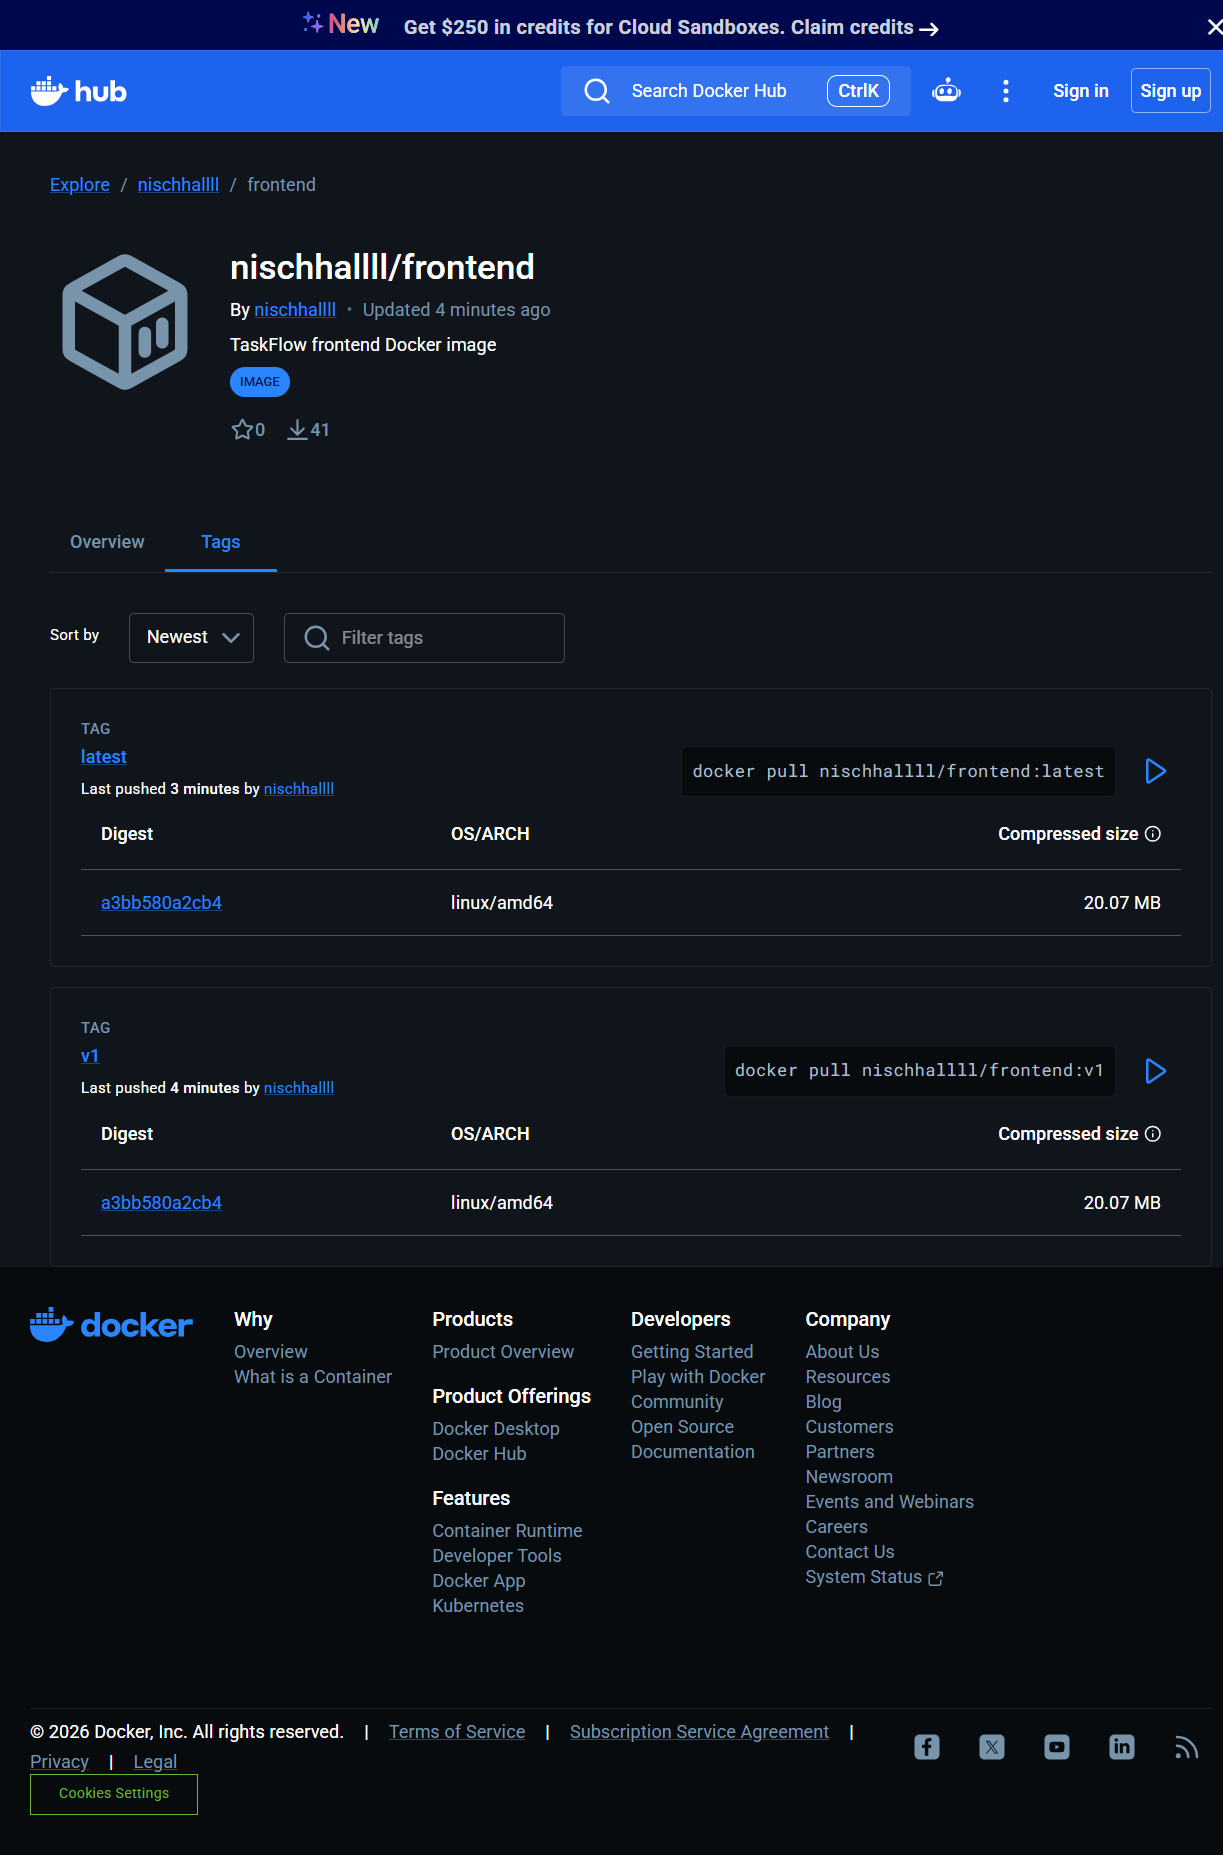 New Get $250 in credits for Cloud Sandboxes. Claim credits →
hub Search Docker Hub CtrlK Sign in Sign up
Explore / nischhallll / frontend
nischhallll/frontend
By nischhallll • Updated 4 minutes ago
TaskFlow frontend Docker image
IMAGE
0 41
Overview Tags
Sort by Newest Filter tags
TAG
latest
docker pull nischhallll/frontend:latest
Last pushed 3 minutes by nischhallll
Digest OS/ARCH Compressed size
a3bb580a2cb4 linux/amd64 20.07 MB
TAG
v1
docker pull nischhallll/frontend:v1
Last pushed 4 minutes by nischhallll
Digest OS/ARCH Compressed size
a3bb580a2cb4 linux/amd64 20.07 MB
docker
Why
Overview
What is a Container
Products
Product Overview
Product Offerings
Docker Desktop
Docker Hub
Features
Container Runtime
Developer Tools
Docker App
Kubernetes
Developers
Getting Started
Play with Docker
Community
Open Source
Documentation
Company
About Us
Resources
Blog
Customers
Partners
Newsroom
Events and Webinars
Careers
Contact Us
System Status
© 2026 Docker, Inc. All rights reserved. | Terms of Service | Subscription Service Agreement |
Privacy | Legal
Cookies Settings